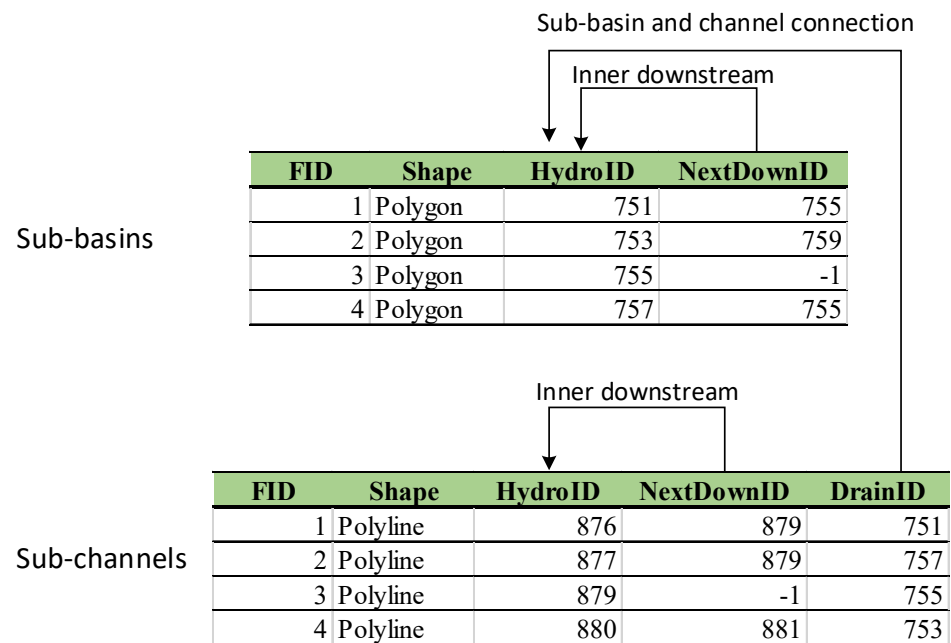 Sub-basin and channel connection
Inner downstream
FID Shape HydroID NextDownID
1 Polygon 751 755
2 Polygon 753 759
Sub-basins
3 Polygon 755 -1
4 Polygon 757 755
Inner downstream
FID Shape HydroID NextDownID DrainID
1 Polyline 876 879 751
Sub-channels
2 Polyline 877 879 757
3 Polyline 879 -1 755
4 Polyline 880 881 753